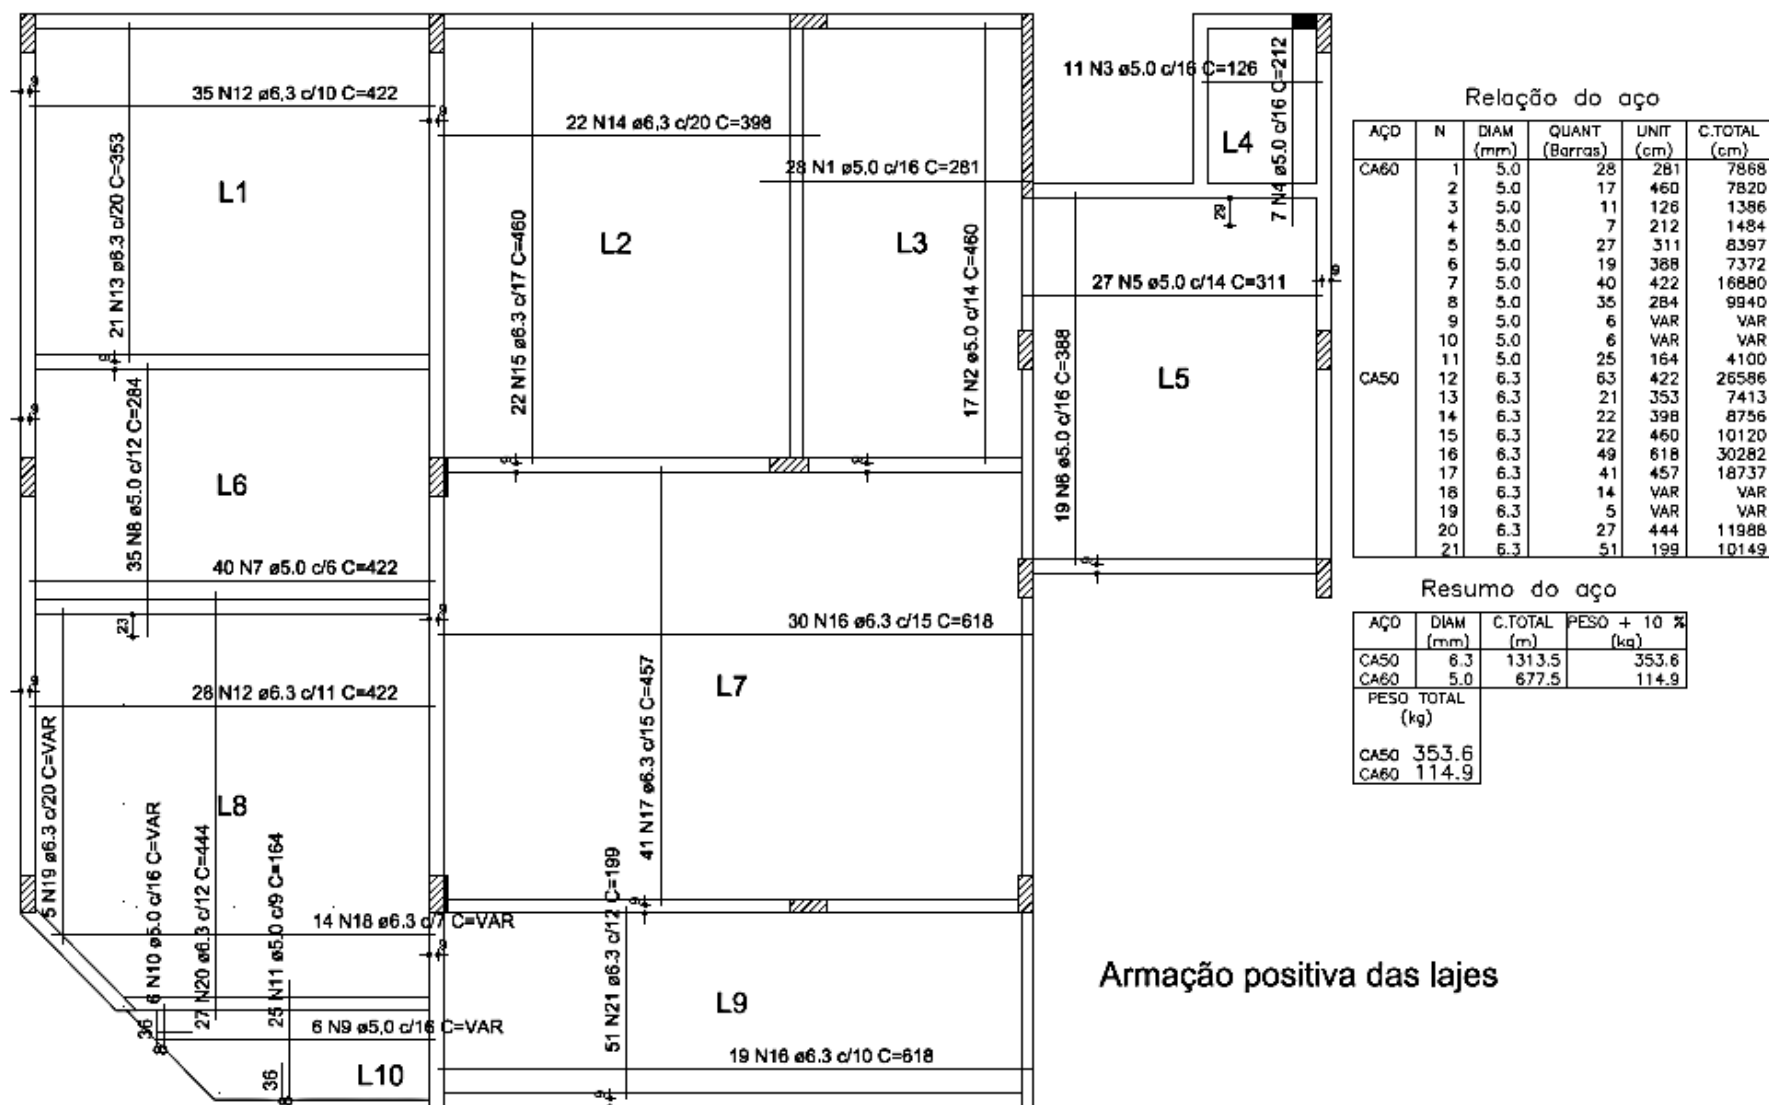 35 N12 ø6,3 c/10 C=422
21 N13 ø6.3 c/20 C=353
L1
22 N14 ø6,3 c/20 C=398
28 N1 ø5,0 c/16 C=281
22 N15 ø6.3 c/17 C=460
L2
L3
17 N2 ø5.0 c/14 C=460
11 N3 ø5.0 c/16 C=126
7 N4 ø5.0 c/16 C=212
L4
29
27 N5 ø5.0 c/14 C=311
19 N6 ø5.0 c/16 C=388
L5
35 N8 ø5.0 c/12 C=284
L6
40 N7 ø5.0 c/6 C=422
23
28 N12 ø6.3 c/11 C=422
5 N19 ø6.3 c/20 C=VAR
L8
6 N10 ø5.0 c/16 C=VAR
27 N20 ø6.3 c/12 C=444
25 N11 ø5.0 c/9 C=164
14 N18 ø6.3 c/7 C=VAR
30 N16 ø6.3 c/15 C=618
41 N17 ø6.3 c/15 C=457
L7
51 N21 ø6.3 c/12 C=199
L9
19 N16 ø6.3 c/10 C=618
6 N9 ø5,0 c/16 C=VAR
36
36
L10
Armação positiva das lajes
Relação do aço
AÇO N DIAM QUANT UNIT C.TOTAL
(mm) (Barras) (cm) (cm)
CA60 1 5.0 28 281 7868
2 5.0 17 460 7820
3 5.0 11 126 1386
4 5.0 7 212 1484
5 5.0 27 311 8397
6 5.0 19 388 7372
7 5.0 40 422 16880
8 5.0 35 284 9940
9 5.0 6 VAR VAR
10 5.0 6 VAR VAR
11 5.0 25 164 4100
CA50 12 6.3 63 422 26586
13 6.3 21 353 7413
14 6.3 22 398 8756
15 6.3 22 460 10120
16 6.3 49 618 30282
17 6.3 41 457 18737
18 6.3 14 VAR VAR
19 6.3 5 VAR VAR
20 6.3 27 444 11988
21 6.3 51 199 10149
Resumo do aço
AÇO DIAM C.TOTAL PESO + 10 %
(mm) (m) (kg)
CA50 6.3 1313.5 353.6
CA60 5.0 677.5 114.9
PESO TOTAL
(kg)
CA50 353.6
CA60 114.9